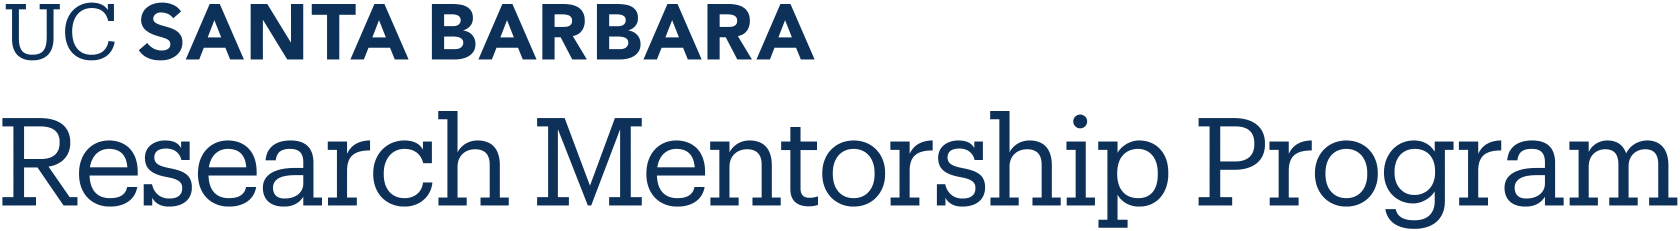 UC SANTA BARBARA
Research Mentorship Program